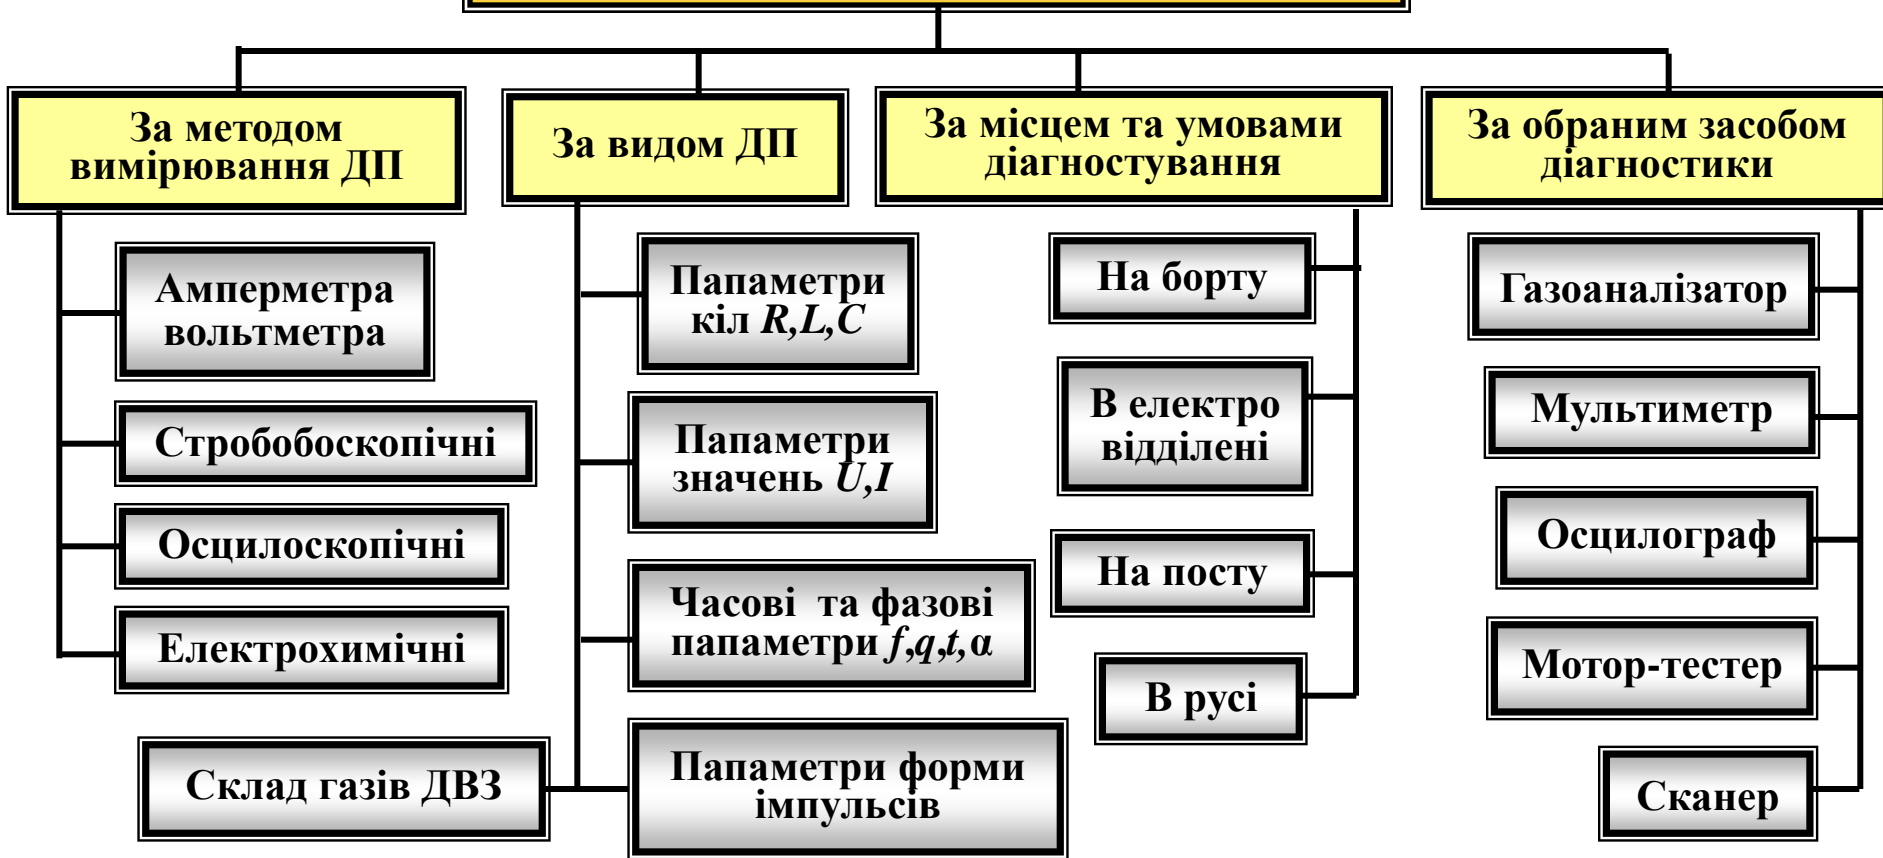 За методом
вимірювання ДП
Амперметра
вольтметра
Стробобоскопічні
Осцилоскопічні
Електрохимічні
За видом ДП
Папаметри
кіл R,L,C
Папаметри
значень U,I
Часові та фазові
папаметри f,q,t,α
Папаметри форми
імпульсів
Склад газів ДВЗ
За місцем та умовами
діагностування
На борту
В електро
відділені
На посту
В русі
За обраним засобом
діагностики
Газоаналізатор
Мультиметр
Осцилограф
Мотор-тестер
Сканер